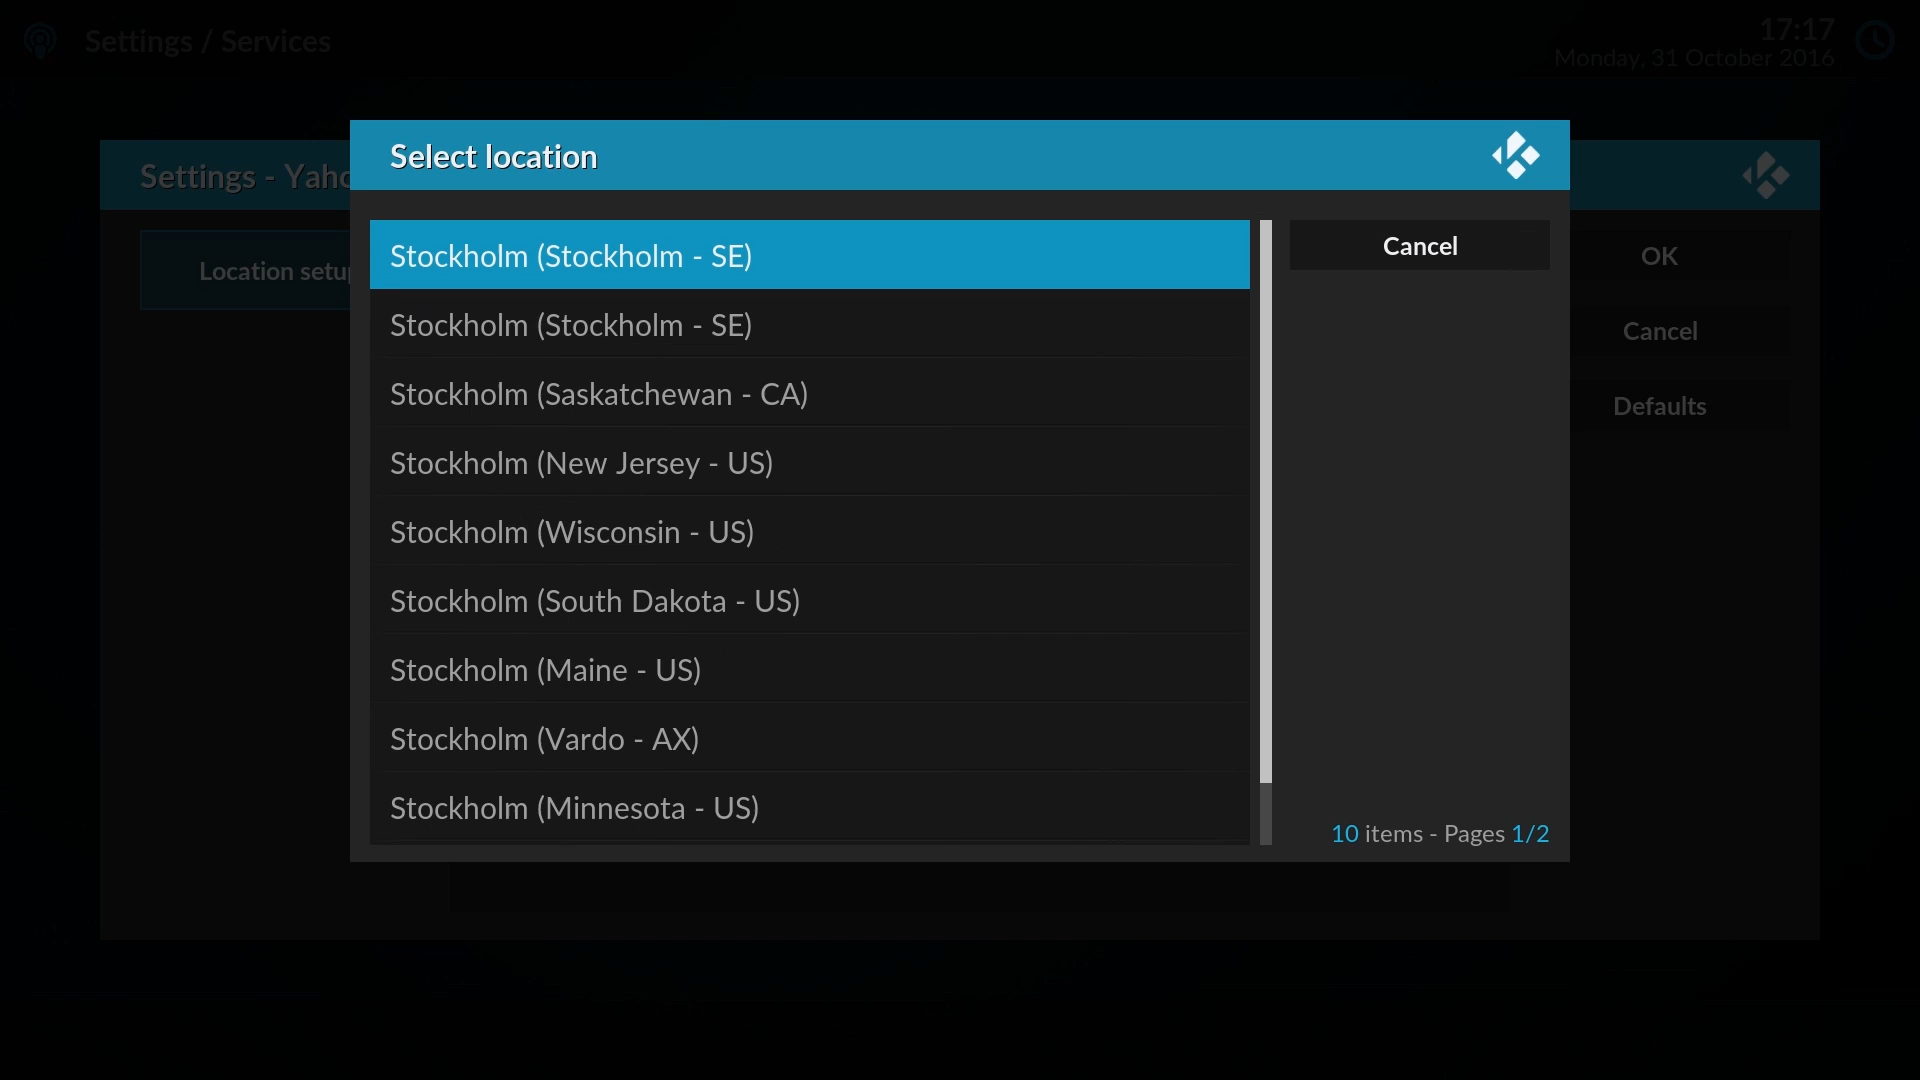 Settings / Services
17:17
Monday, 31 October 2016
Settings - Yaho
Select location
Location setup
Stockholm (Stockholm - SE)
Stockholm (Stockholm - SE)
Stockholm (Saskatchewan - CA)
Stockholm (New Jersey - US)
Stockholm (Wisconsin - US)
Stockholm (South Dakota - US)
Stockholm (Maine - US)
Stockholm (Vardo - AX)
Stockholm (Minnesota - US)
Cancel
10 items - Pages 1/2
OK
Cancel
Defaults